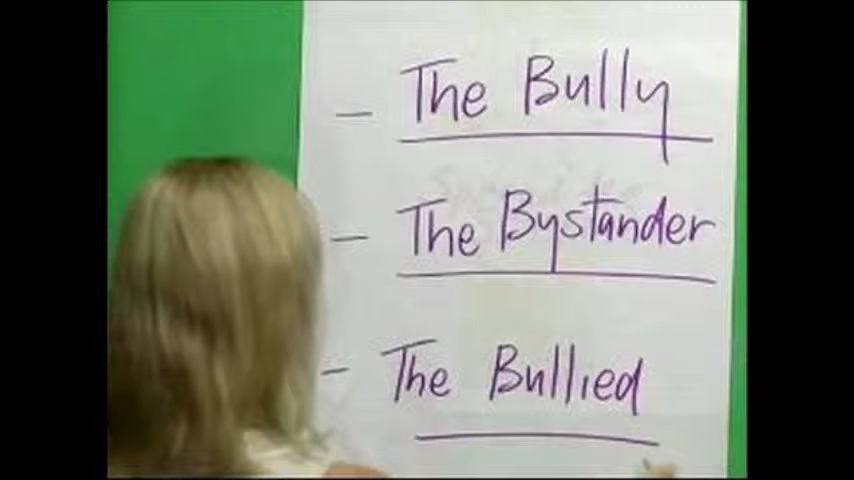 - The Bully
- The Bystander
- The Bullied